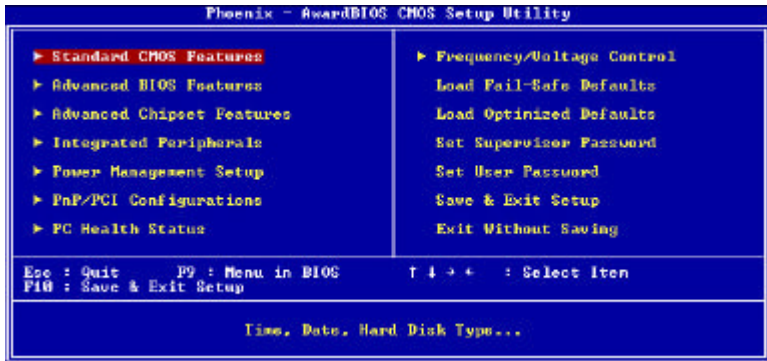 Phoenix - AwardBIOS CMOS Setup Utility
► Standard CMOS Features
► Advanced BIOS Features
► Advanced Chipset Features
► Integrated Peripherals
► Power Management Setup
► PnP/PCI Configurations
► PC Health Status
► Frequency/Voltage Control
Load Fail-Safe Defaults
Load Optimized Defaults
Set Supervisor Password
Set User Password
Save & Exit Setup
Exit Without Saving
Esc : Quit F9 : Menu in BIOS ↑ ↓ → ← : Select Item
F10 : Save & Exit Setup
Time, Date, Hard Disk Type...